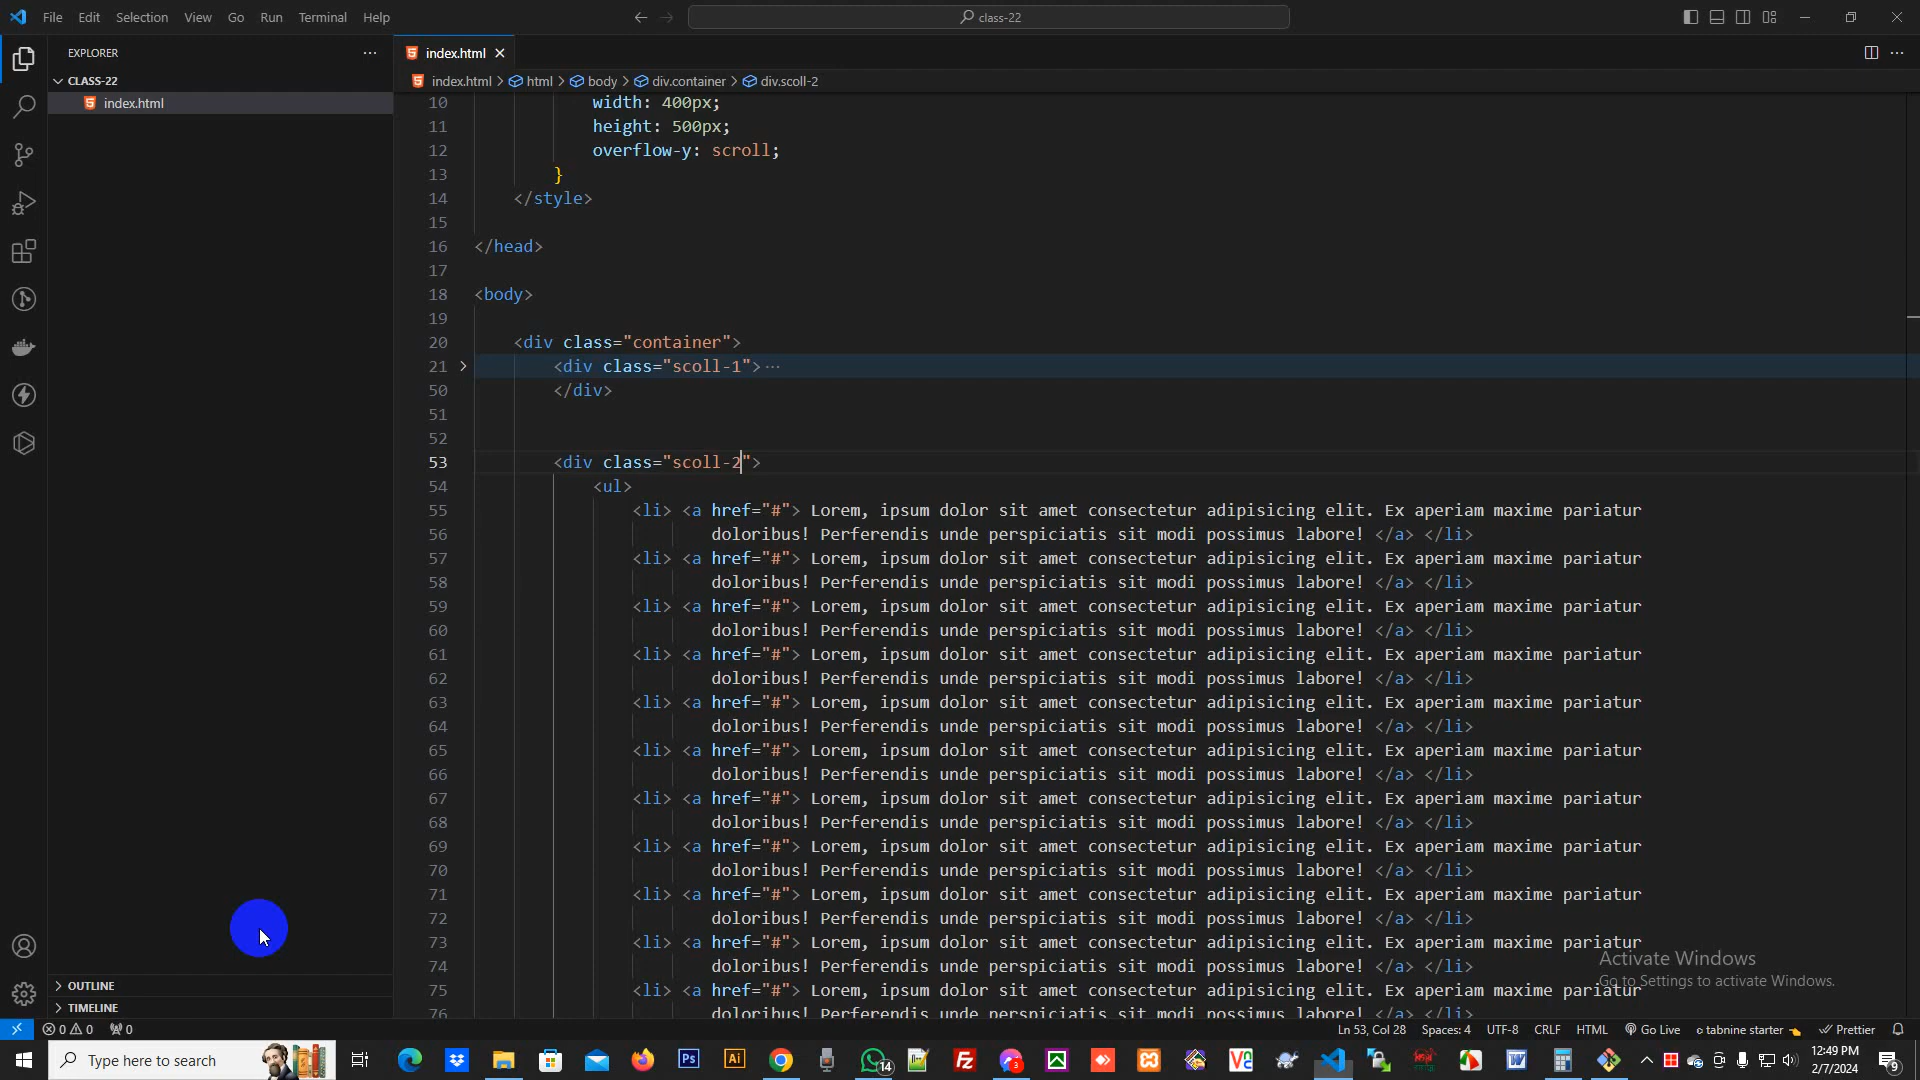 File Edit Selection View Go Run Terminal Help
class-22
EXPLORER
index.html
CLASS-22
index.html
index.html > html > body > div.container > div.scoll-2
10 width: 400px;
11 height: 500px;
12 overflow-y: scroll;
13 }
14 </style>
15
16 </head>
17
18 <body>
19
20 <div class="container">
21 <div class="scoll-1"> ...
50 </div>
51
52
53 <div class="scoll-2">
54 <ul>
55 <li> <a href="#"> Lorem, ipsum dolor sit amet consectetur adipisicing elit. Ex aperiam maxime pariatur
56 doloribus! Perferendis unde perspiciatis sit modi possimus labore! </a> </li>
57 <li> <a href="#"> Lorem, ipsum dolor sit amet consectetur adipisicing elit. Ex aperiam maxime pariatur
58 doloribus! Perferendis unde perspiciatis sit modi possimus labore! </a> </li>
59 <li> <a href="#"> Lorem, ipsum dolor sit amet consectetur adipisicing elit. Ex aperiam maxime pariatur
60 doloribus! Perferendis unde perspiciatis sit modi possimus labore! </a> </li>
61 <li> <a href="#"> Lorem, ipsum dolor sit amet consectetur adipisicing elit. Ex aperiam maxime pariatur
62 doloribus! Perferendis unde perspiciatis sit modi possimus labore! </a> </li>
63 <li> <a href="#"> Lorem, ipsum dolor sit amet consectetur adipisicing elit. Ex aperiam maxime pariatur
64 doloribus! Perferendis unde perspiciatis sit modi possimus labore! </a> </li>
65 <li> <a href="#"> Lorem, ipsum dolor sit amet consectetur adipisicing elit. Ex aperiam maxime pariatur
66 doloribus! Perferendis unde perspiciatis sit modi possimus labore! </a> </li>
67 <li> <a href="#"> Lorem, ipsum dolor sit amet consectetur adipisicing elit. Ex aperiam maxime pariatur
68 doloribus! Perferendis unde perspiciatis sit modi possimus labore! </a> </li>
69 <li> <a href="#"> Lorem, ipsum dolor sit amet consectetur adipisicing elit. Ex aperiam maxime pariatur
70 doloribus! Perferendis unde perspiciatis sit modi possimus labore! </a> </li>
71 <li> <a href="#"> Lorem, ipsum dolor sit amet consectetur adipisicing elit. Ex aperiam maxime pariatur
72 doloribus! Perferendis unde perspiciatis sit modi possimus labore! </a> </li>
73 <li> <a href="#"> Lorem, ipsum dolor sit amet consectetur adipisicing elit. Ex aperiam maxime pariatur
74 doloribus! Perferendis unde perspiciatis sit modi possimus labore! </a> </li>
75 <li> <a href="#"> Lorem, ipsum dolor sit amet consectetur adipisicing elit. Ex aperiam maxime pariatur
76 doloribus! Perferendis unde perspiciatis sit modi possimus labore! </a> </li>
Activate Windows
Go to Settings to activate Windows.
OUTLINE
TIMELINE
0 0 0
Ln 53, Col 28 Spaces: 4 UTF-8 CRLF HTML Go Live tabnine starter Prettier
Type here to search
Ps Ai 14 Fz 3 W
12:49 PM
2/7/2024
9